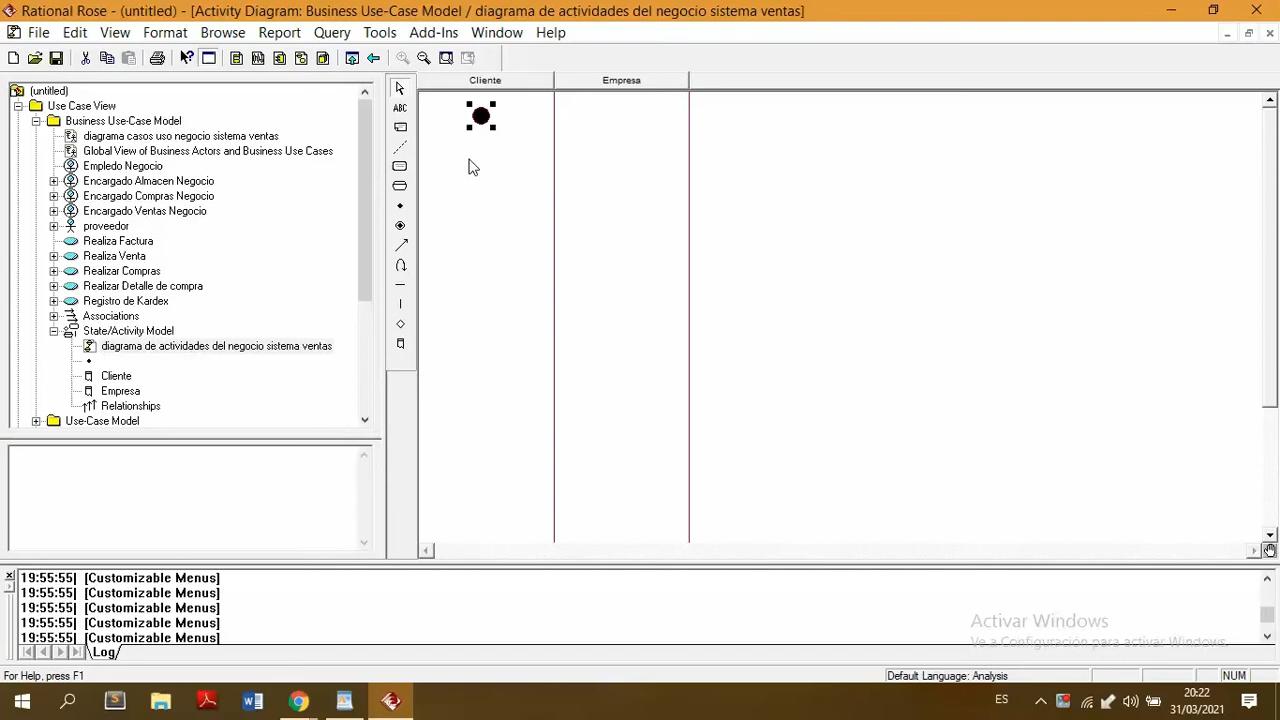 Rational Rose - (untitled) - [Activity Diagram: Business Use-Case Model / diagrama de actividades del negocio sistema ventas]
File Edit View Format Browse Report Query Tools Add-Ins Window Help
(untitled)
Use Case View
Business Use-Case Model
diagrama casos uso negocio sistema ventas
Global View of Business Actors and Business Use Cases
Empledo Negocio
Encargado Almacen Negocio
Encargado Compras Negocio
Encargado Ventas Negocio
proveedor
Realiza Factura
Realiza Venta
Realizar Compras
Realizar Detalle de compra
Registro de Kardex
Associations
State/Activity Model
diagrama de actividades del negocio sistema ventas
Cliente
Empresa
Relationships
Use-Case Model
ABC
Cliente Empresa
19:55:55| [Customizable Menus]
19:55:55| [Customizable Menus]
19:55:55| [Customizable Menus]
19:55:55| [Customizable Menus]
19:55:55| [Customizable Menus]
Log
Activar Windows
Ve a Configuración para activar Windows.
For Help, press F1
Default Language: Analysis
NUM
ES
20:22
31/03/2021